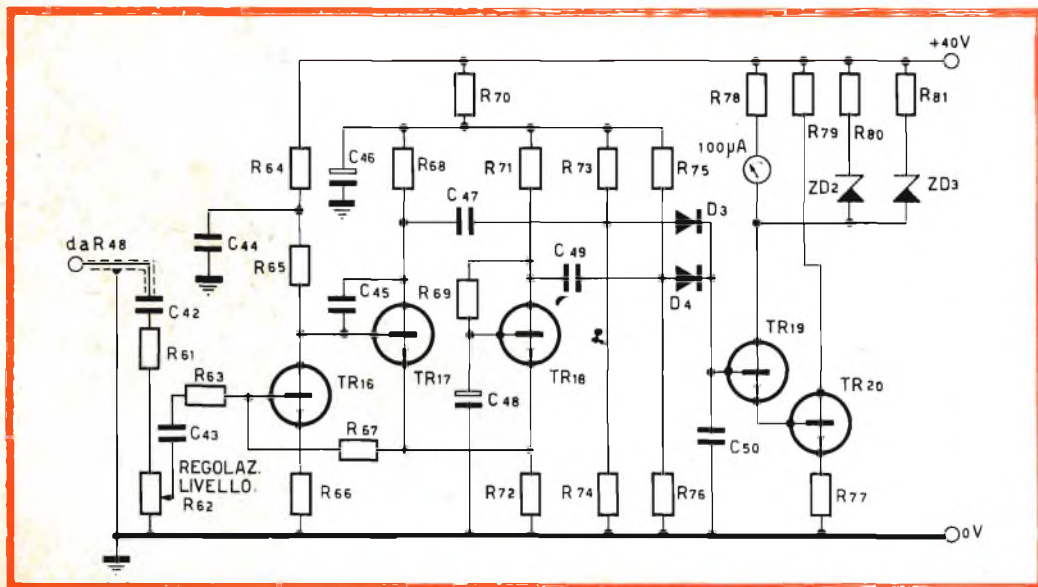 +40V
R70
R78
R79
R80
R81
100µA
C46
R64
R68
R71
R73
R75
ZD2
ZD3
C47
D3
da R48
C44
R65
C49
C45
R69
D4
C42
TR19
R61
TR16
TR17
TR18
TR20
R63
C48
C43
R67
C50
REGOLAZ.
LIVELLO.
R62
R66
R72
R74
R76
R77
0V